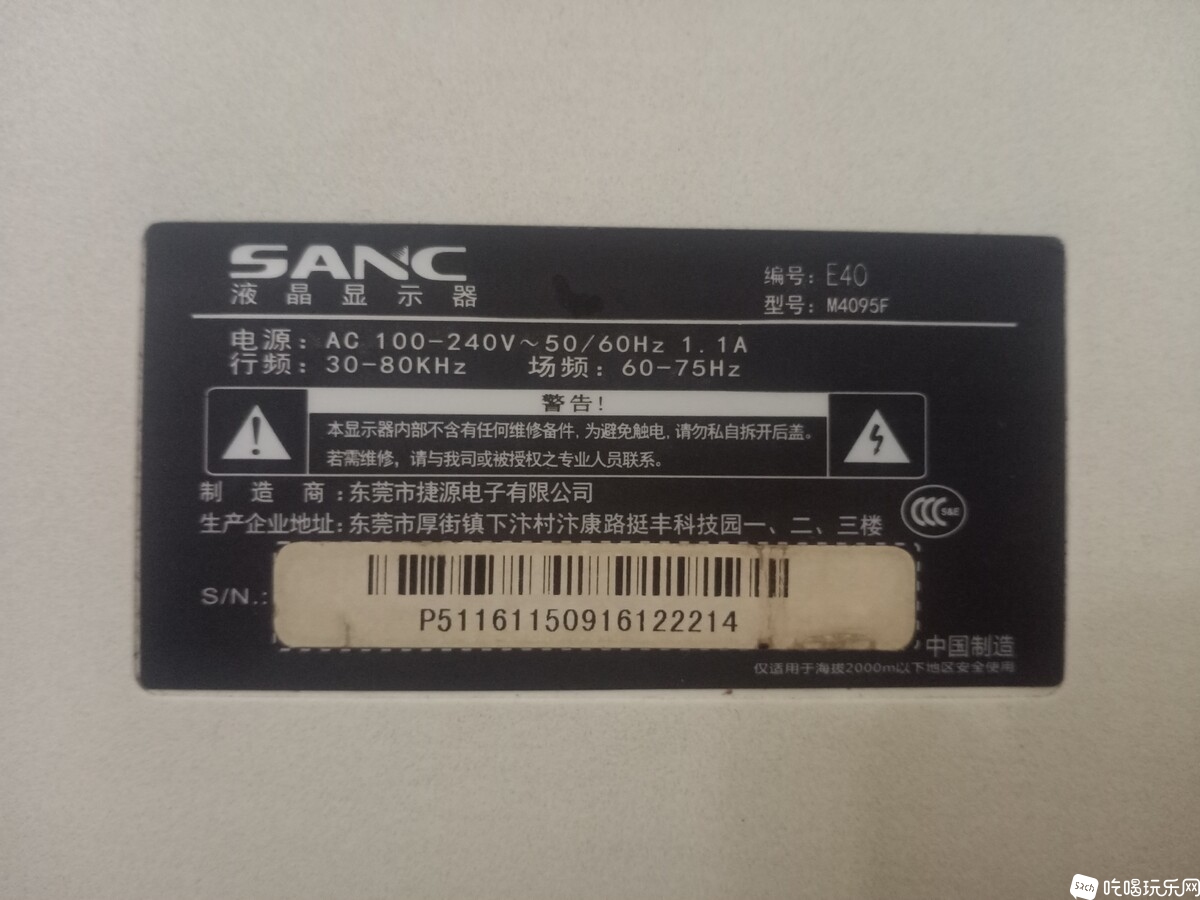 SANC
液晶显示器
编号：E40
型号：M4095F
电源：AC 100-240V～50/60Hz 1.1A
行频：30-80KHz 场频：60-75Hz
警告！
本显示器内部不含有任何维修备件，为避免触电，请勿私自拆开后盖。
若需维修，请与我司或被授权之专业人员联系。
制造商：东莞市捷源电子有限公司
生产企业地址：东莞市厚街镇下汴村汴康路挺丰科技园一、二、三楼
CCC S&E
S/N.:
P51161150916122214
中国制造
仅适用于海拔2000m以下地区安全使用
吃喝玩乐网